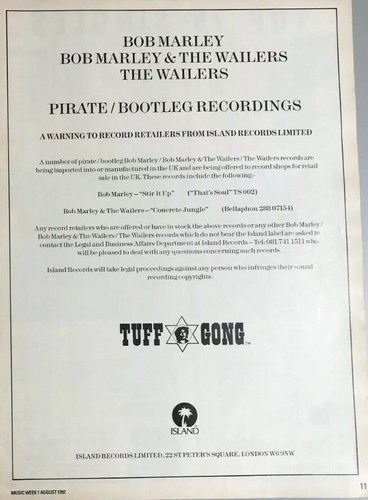 BOB MARLEY
BOB MARLEY & THE WAILERS
THE WAILERS
PIRATE / BOOTLEG RECORDINGS
A WARNING TO RECORD RETAILERS FROM ISLAND RECORDS LIMITED
A number of pirate / bootleg Bob Marley / Bob Marley & The Wailers / The Wailers records are
being imported into or manufactured in the UK and are being offered to record shops for retail
sale in the UK. These records include the following:-
Bob Marley – "Stir It Up" ("That's Soul" TS 002)
Bob Marley & The Wailers – "Concrete Jungle" (Bellaphon 288 07154)
Any record retailers who are offered or have in stock the above records or any other Bob Marley /
Bob Marley & The Wailers / The Wailers records which do not bear the Island label are asked to
contact the Legal and Business Affairs Department at Island Records – Tel: 081 741 1511 who
will be pleased to deal with any questions concerning such records.
Island Records will take legal proceedings against any person who infringes their sound
recording copyrights.
TUFF GONG TM
ISLAND
ISLAND RECORDS LIMITED, 22 ST PETER'S SQUARE, LONDON W6 9NW
MUSIC WEEK 1 AUGUST 1992
11